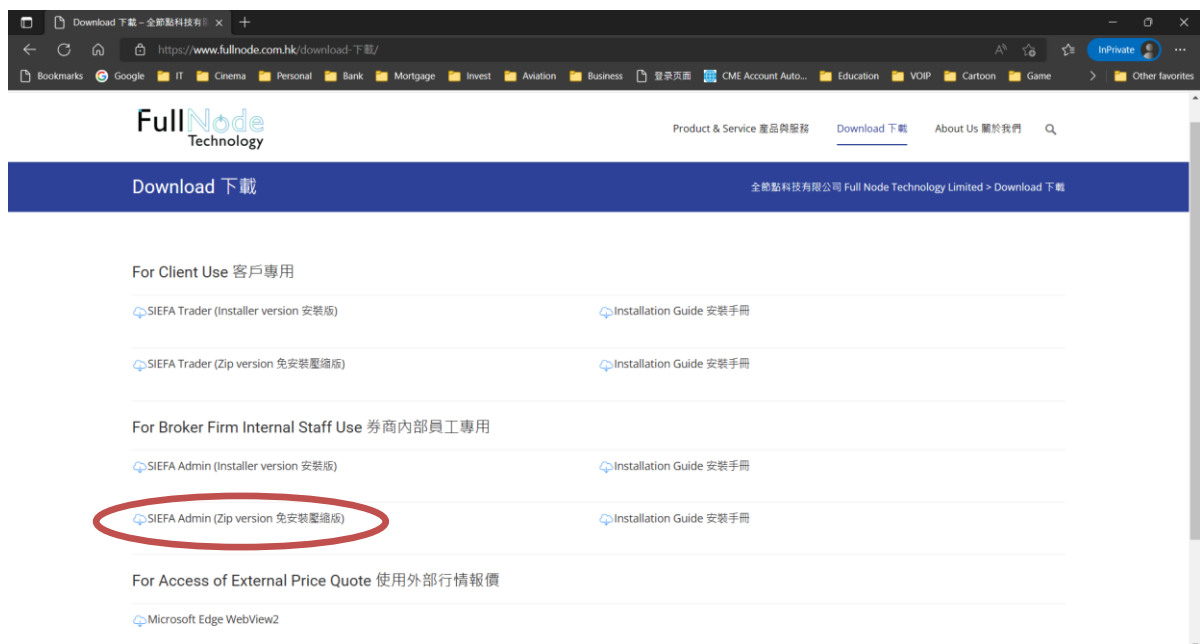 Download 下載 – 全節點科技有限
https://www.fullnode.com.hk/download-下載/
InPrivate
Bookmarks Google IT Cinema Personal Bank Mortgage Invest Aviation Business 登录页面 CME Account Auto... Education VOIP Cartoon Game Other favorites
FullNode
Technology
Product & Service 產品與服務 Download 下載 About Us 關於我們
Download 下載
全節點科技有限公司 Full Node Technology Limited > Download 下載
For Client Use 客戶專用
SIEFA Trader (Installer version 安裝版) Installation Guide 安裝手冊
SIEFA Trader (Zip version 免安裝壓縮版) Installation Guide 安裝手冊
For Broker Firm Internal Staff Use 券商內部員工專用
SIEFA Admin (Installer version 安裝版) Installation Guide 安裝手冊
SIEFA Admin (Zip version 免安裝壓縮版) Installation Guide 安裝手冊
For Access of External Price Quote 使用外部行情報價
Microsoft Edge WebView2